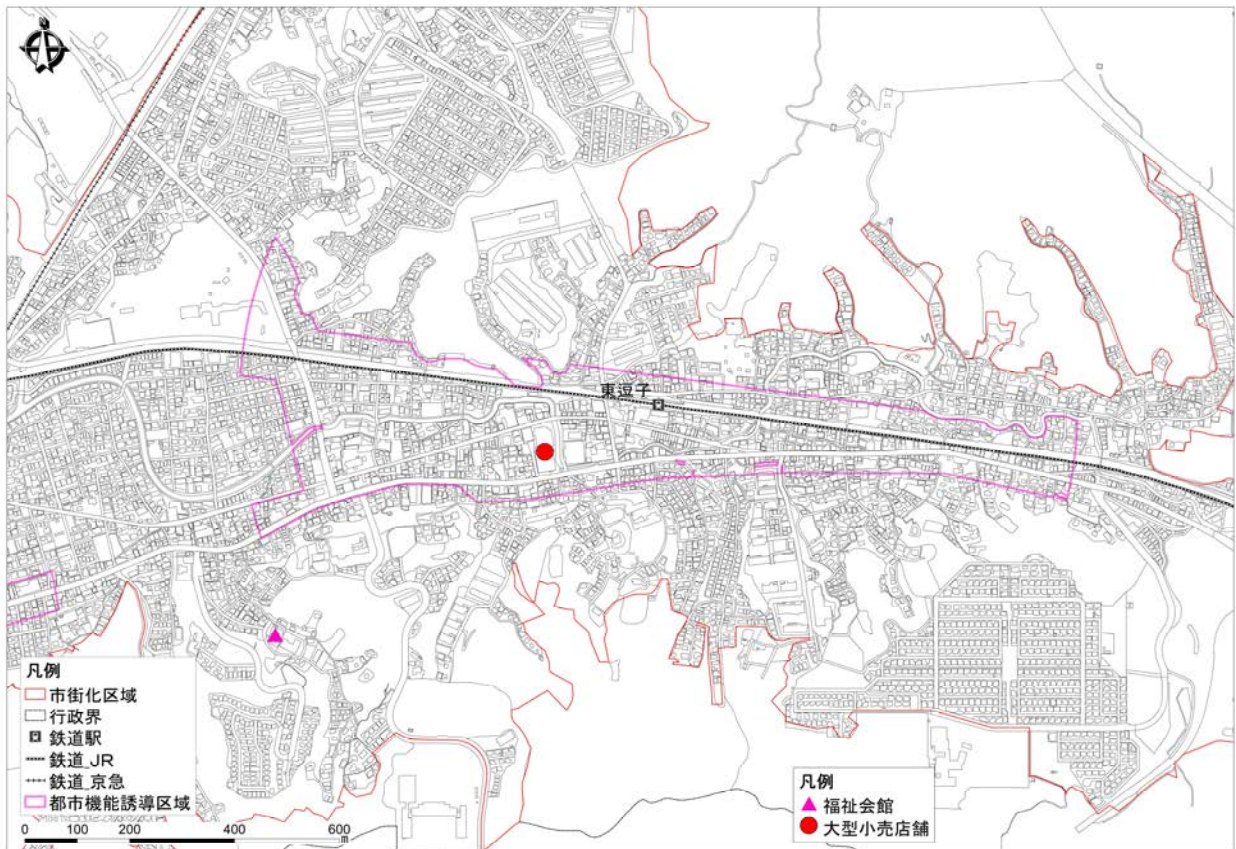 東逗子
凡例
市街化区域
行政界
鉄道駅
鉄道_JR
鉄道_京急
都市機能誘導区域
0 100 200 400 600
m
凡例
福祉会館
大型小売店舗